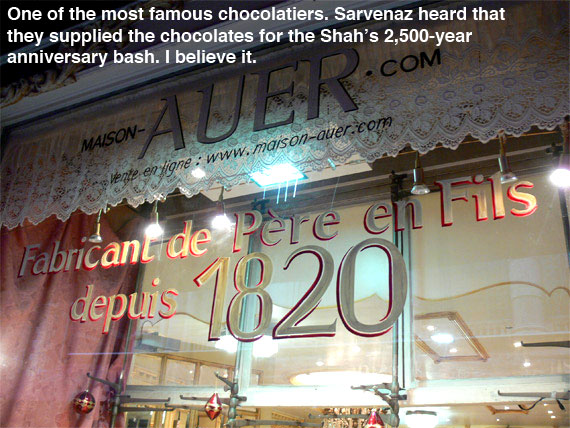 One of the most famous chocolatiers. Sarvenaz heard that
they supplied the chocolates for the Shah’s 2,500-year
anniversary bash. I believe it.
MAISON-AUER.COM
Vente en ligne : www.maison-auer.com
Fabricant de Père en Fils
depuis 1820